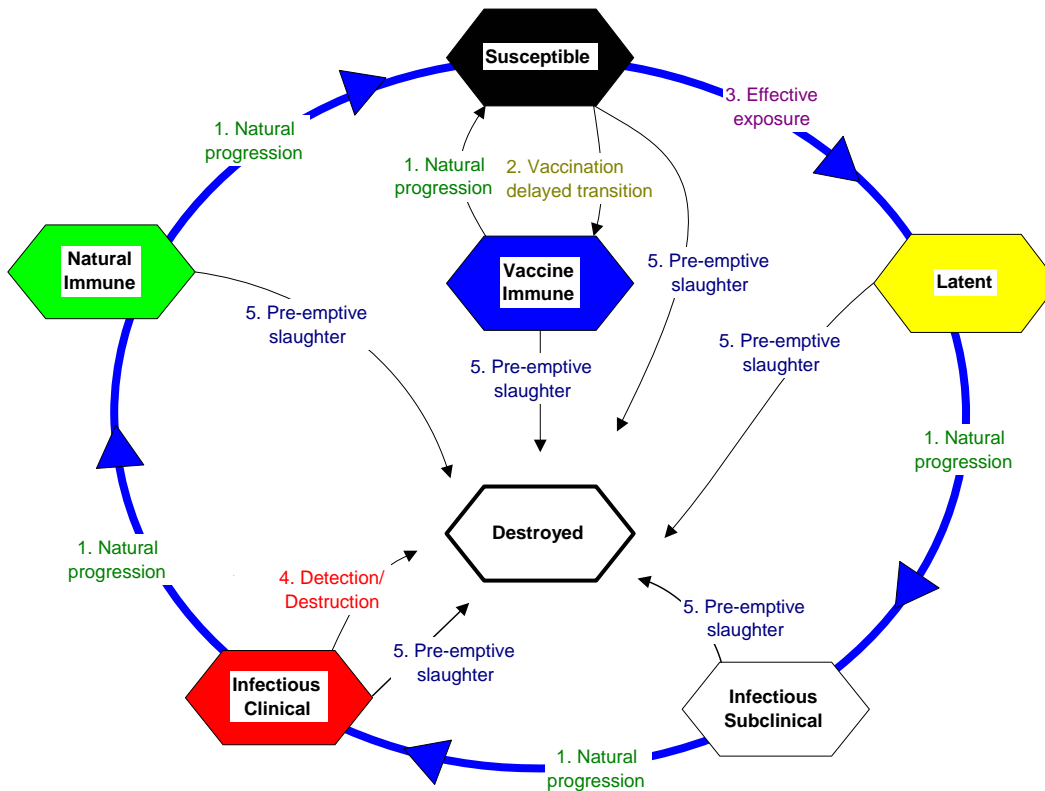 Susceptible
3. Effective
exposure
1. Natural
progression
1. Natural
progression
2. Vaccination
delayed transition
Natural
Immune
Vaccine
Immune
5. Pre-emptive
slaughter
Latent
5. Pre-emptive
slaughter
5. Pre-emptive
slaughter
5. Pre-emptive
slaughter
1. Natural
progression
Destroyed
1. Natural
progression
4. Detection/
Destruction
5. Pre-emptive
slaughter
5. Pre-emptive
slaughter
Infectious
Clinical
Infectious
Subclinical
1. Natural
progression